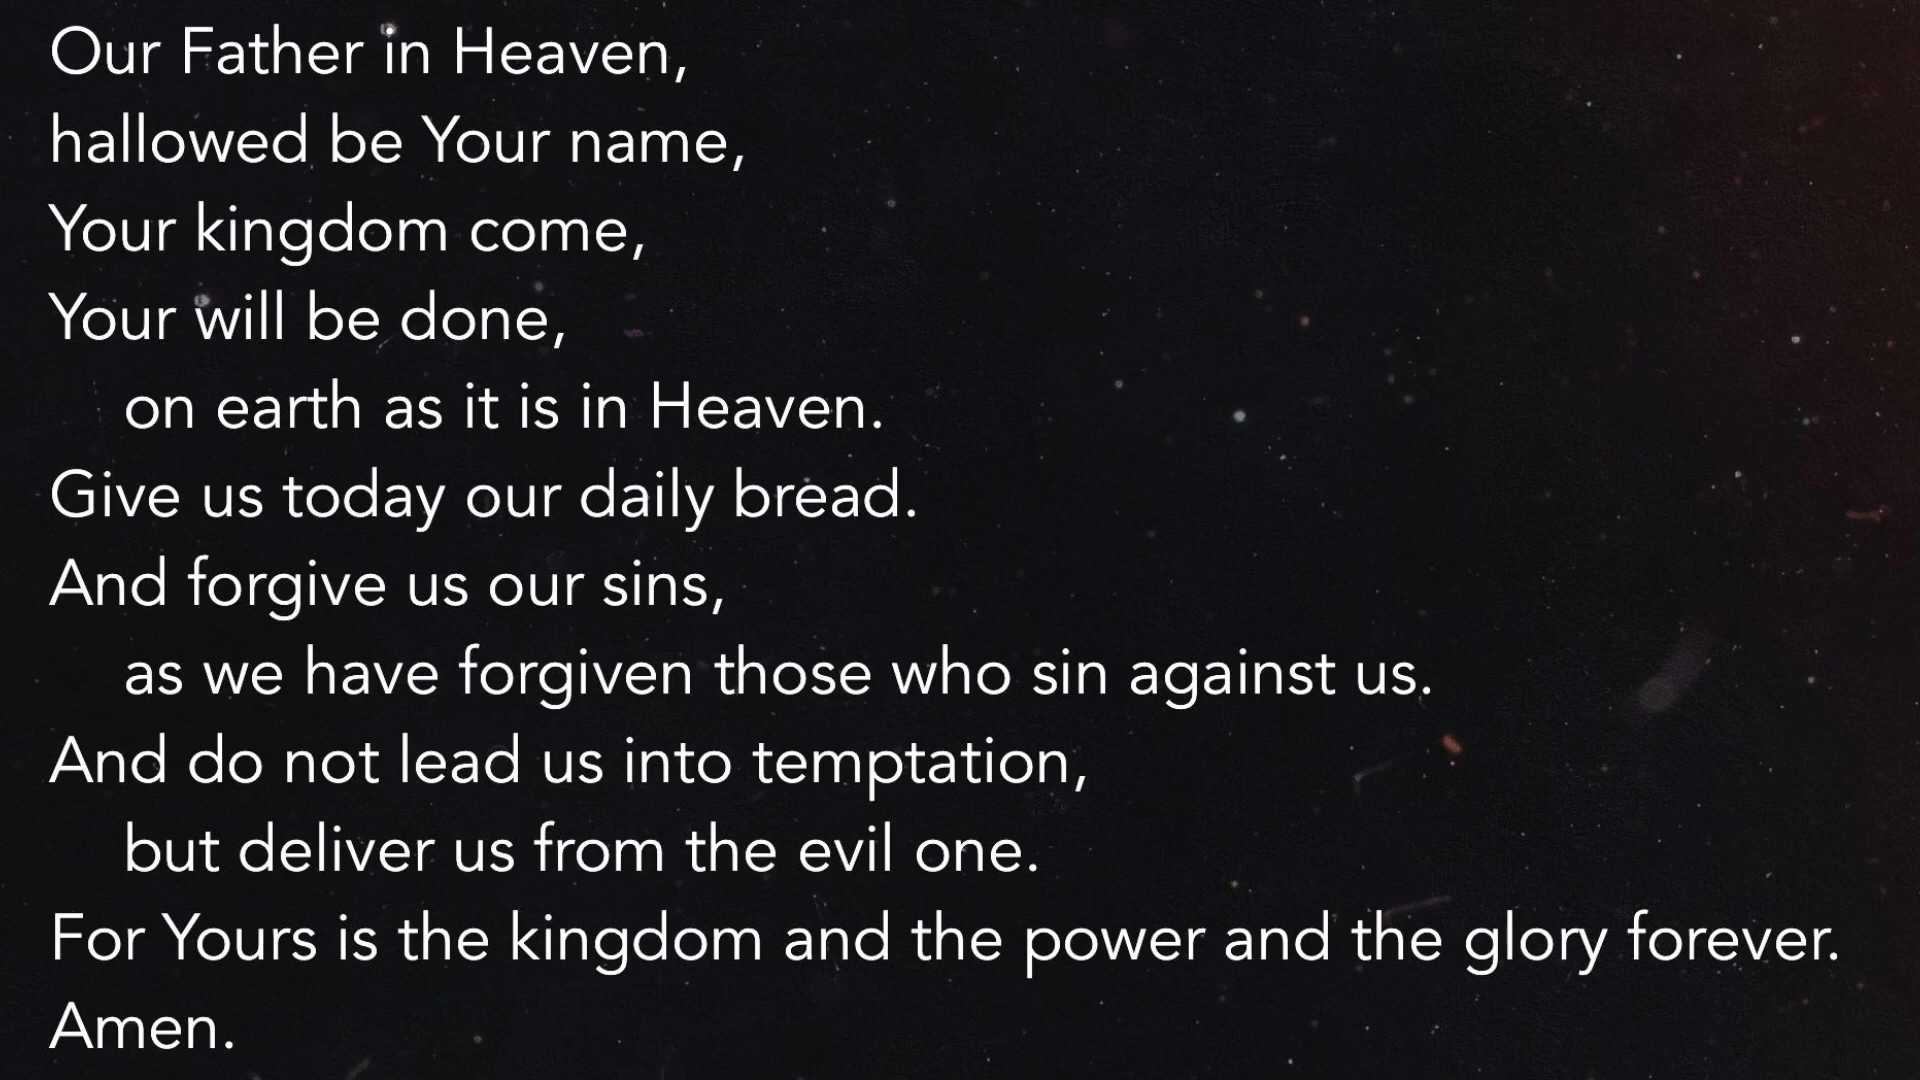 Our Father in Heaven,
hallowed be Your name,
Your kingdom come,
Your will be done,
on earth as it is in Heaven.
Give us today our daily bread.
And forgive us our sins,
as we have forgiven those who sin against us.
And do not lead us into temptation,
but deliver us from the evil one.
For Yours is the kingdom and the power and the glory forever.
Amen.